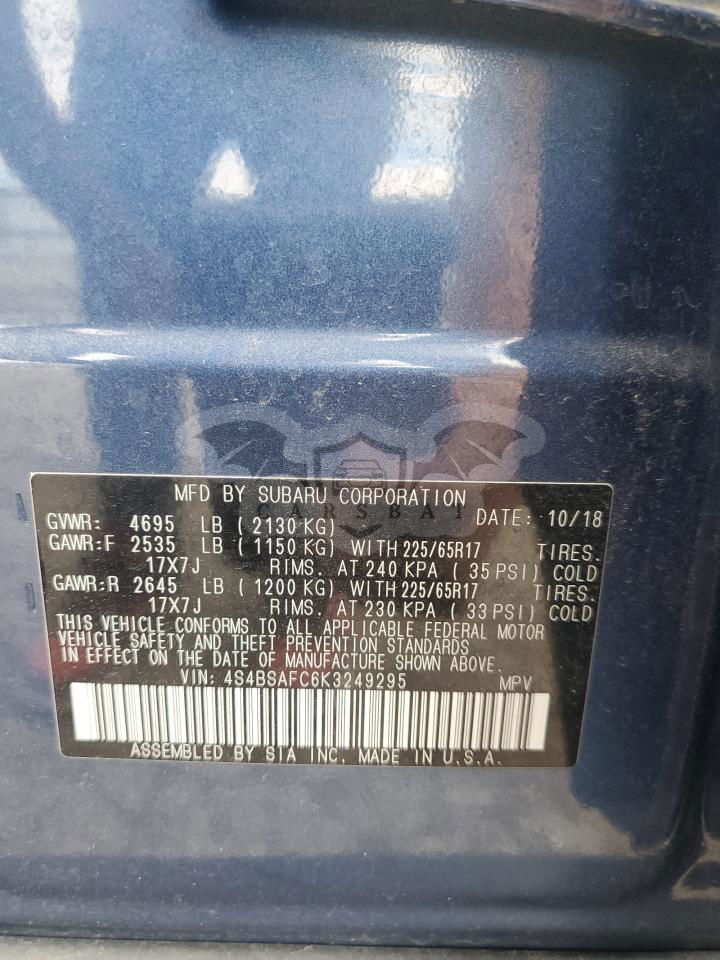 MFD BY SUBARU CORPORATION
GVWR: 4695 LB ( 2130 KG) DATE: 10/18
GAWR:F 2535 LB ( 1150 KG) WITH 225/65R17 TIRES.
17X7J RIMS. AT 240 KPA ( 35 PSI) COLD
GAWR:R 2645 LB ( 1200 KG) WITH 225/65R17 TIRES.
17X7J RIMS. AT 230 KPA ( 33 PSI) COLD
THIS VEHICLE CONFORMS TO ALL APPLICABLE FEDERAL MOTOR
VEHICLE SAFETY AND THEFT PREVENTION STANDARDS
IN EFFECT ON THE DATE OF MANUFACTURE SHOWN ABOVE.
VIN: 4S4BSAFC6K3249295 MPV
ASSEMBLED BY SIA INC. MADE IN U.S.A.
CARSBAT